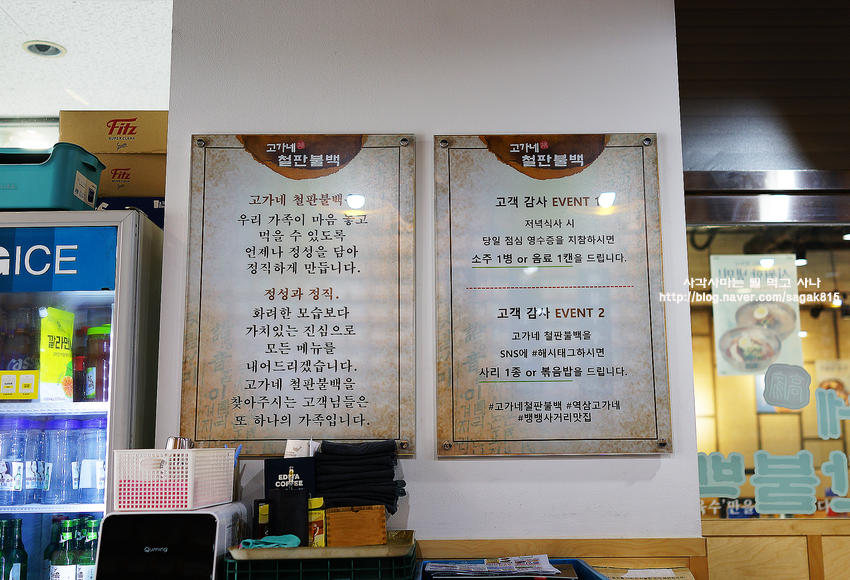 Fitz
SUPER CLEAR
Fitz
GICE
깔라만
Qunning
COFFEE
고가네
철판불백
고가네 철판불백
우리 가족이 마음 놓고
먹을 수 있도록
언제나 정성을 담아
정직하게 만듭니다.
정성과 정직.
화려한 모습보다
가치있는 진심으로
모든 메뉴를
내어드리겠습니다.
고가네 철판불백을
찾아주시는 고객님들은
또 하나의 가족입니다.
고가네
철판불백
고객 감사 EVENT 1
저녁식사 시
당일 점심 영수증을 지참하시면
소주 1병 or 음료 1캔을 드립니다.
고객 감사 EVENT 2
고가네 철판불백을
SNS에 #해시태그하시면
사리 1종 or 볶음밥을 드립니다.
#고가네철판불백 #역삼고가네
#뱅뱅사거리맛집
사각사마는 뭘 먹고 사나
http://blog.naver.com/sagak815